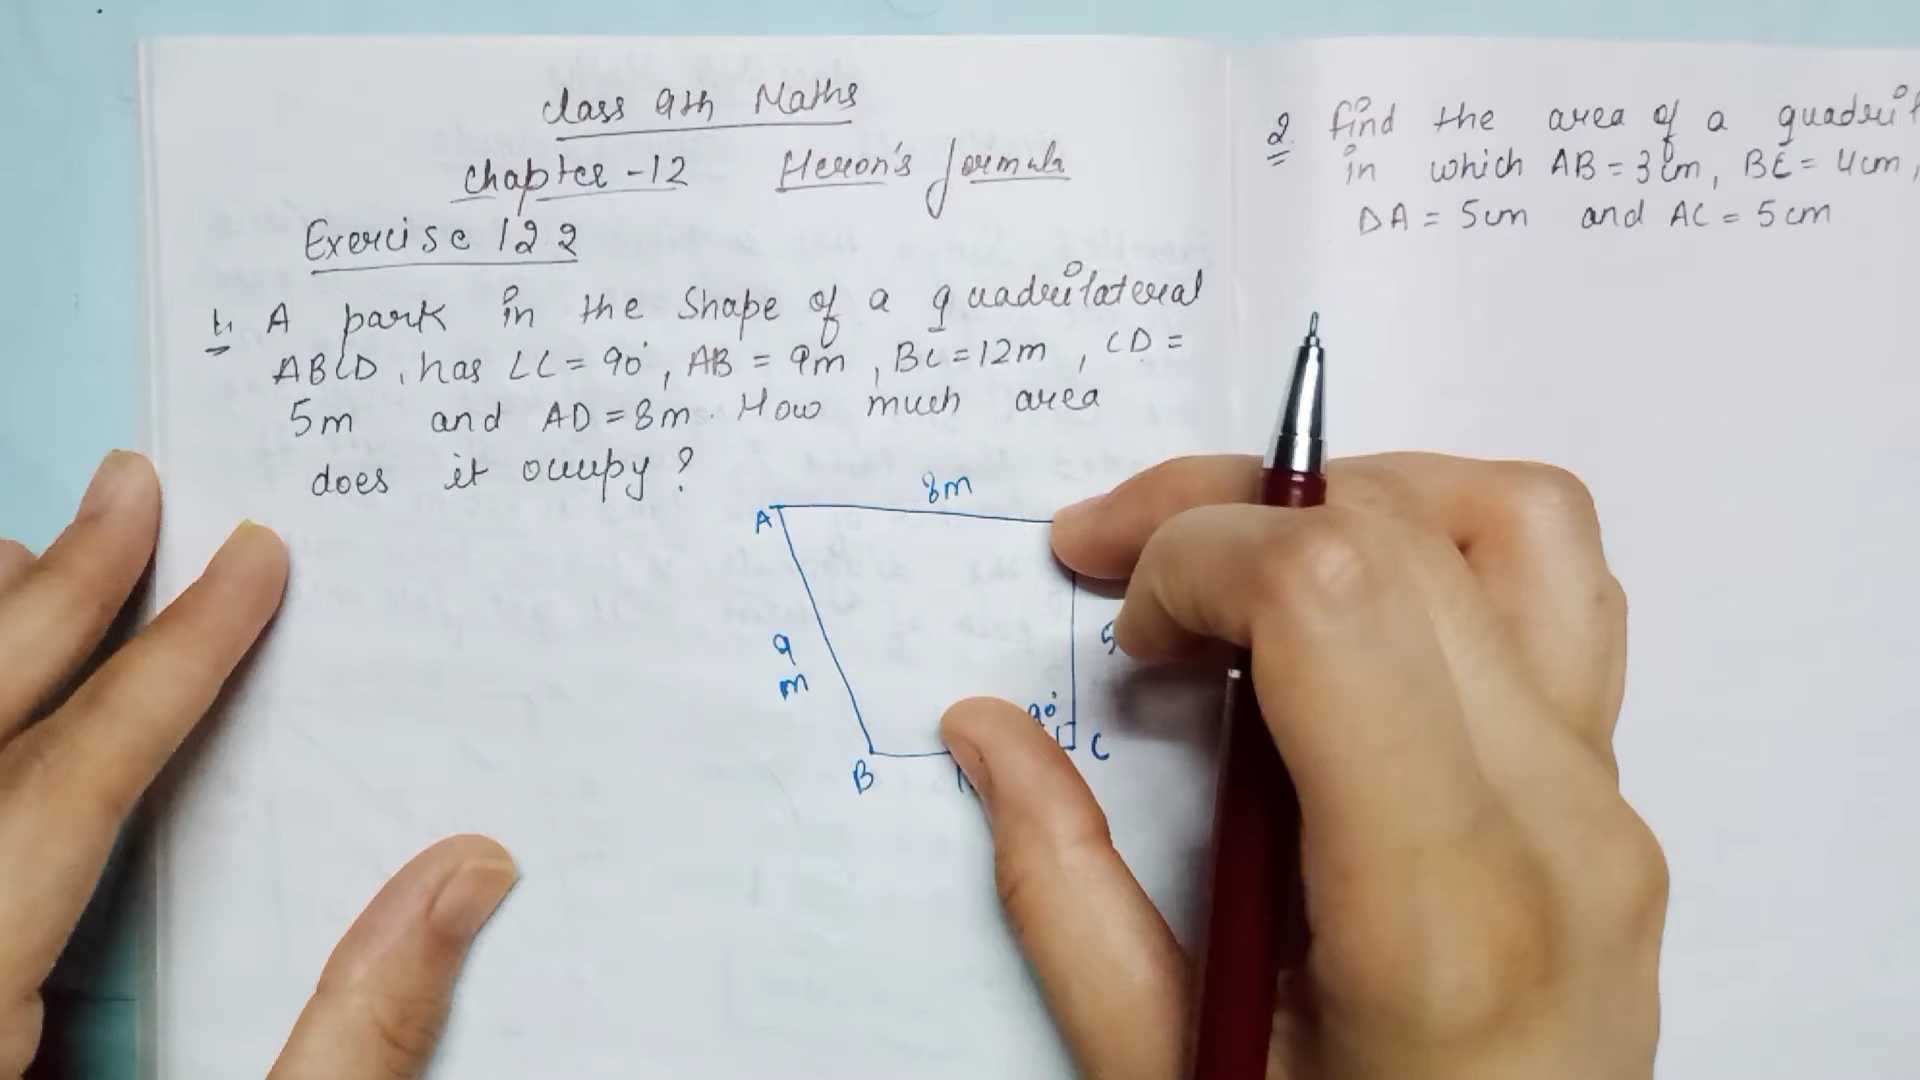 Class 9th Maths
Chapter -12 Heron's formula
Exercise 12.2
1. A park in the shape of a quadrilateral
ABCD, has ∠C = 90°, AB = 9m, BC = 12m, CD =
5m and AD = 8m. How much area
does it occupy?
8m
A
9
m
5
90°
C
B
1
2. find the area of a
in which AB = 3cm, BC = 4cm,
DA = 5cm and AC = 5cm